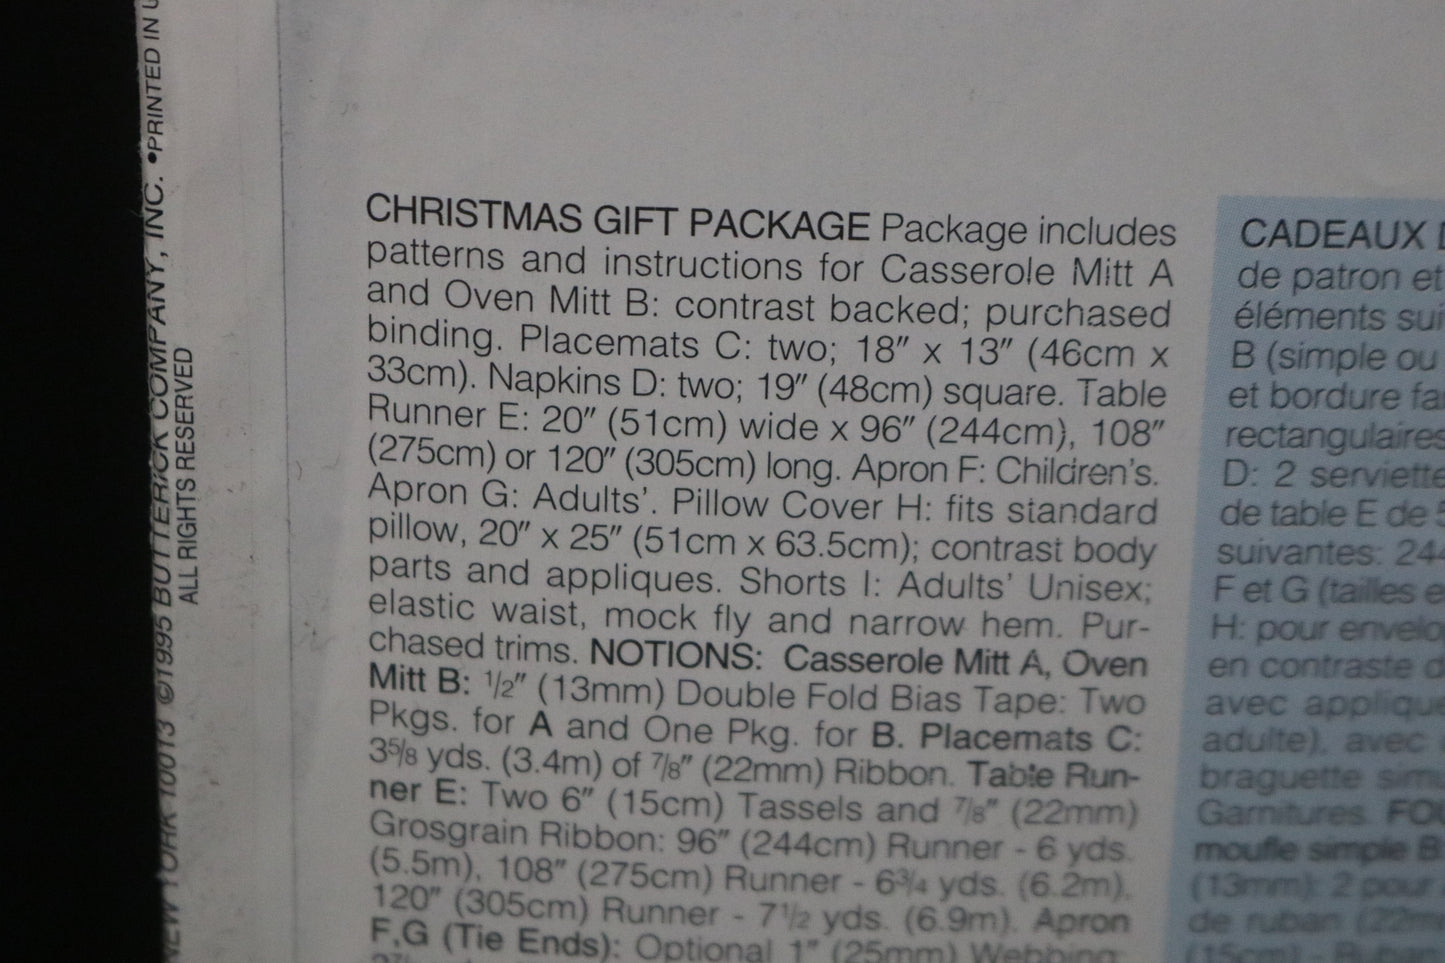 NEW YORK 10013 ©1995 BUTTERICK COMPANY, INC. •PRINTED IN
ALL RIGHTS RESERVED
CHRISTMAS GIFT PACKAGE Package includes
patterns and instructions for Casserole Mitt A
and Oven Mitt B: contrast backed; purchased
binding. Placemats C: two; 18″ x 13″ (46cm x
33cm). Napkins D: two; 19″ (48cm) square. Table
Runner E: 20″ (51cm) wide x 96″ (244cm), 108″
(275cm) or 120″ (305cm) long. Apron F: Children's.
Apron G: Adults'. Pillow Cover H: fits standard
pillow, 20″ x 25″ (51cm x 63.5cm); contrast body
parts and appliques. Shorts I: Adults' Unisex;
elastic waist, mock fly and narrow hem. Pur-
chased trims. NOTIONS: Casserole Mitt A, Oven
Mitt B: 1/2″ (13mm) Double Fold Bias Tape: Two
Pkgs. for A and One Pkg. for B. Placemats C:
3 5/8 yds. (3.4m) of 7/8″ (22mm) Ribbon. Table Run-
ner E: Two 6″ (15cm) Tassels and 7/8″ (22mm)
Grosgrain Ribbon: 96″ (244cm) Runner - 6 yds.
(5.5m), 108″ (275cm) Runner - 6 3/4 yds. (6.2m),
120″ (305cm) Runner - 7 1/2 yds. (6.9m). Apron
F,G (Tie Ends): Optional 1″ (25mm) Webbing:
CADEAUX
de patron et
éléments sui
B (simple ou
et bordure fa
rectangulaires
D: 2 serviette
de table E de 5
suivantes: 244
F et G (tailles e
H: pour envelo
en contraste d
avec applique
adulte), avec
braguette simu
Garnitures. FOU
moufle simple B
(13mm): 2 pour
de ruban (22m
(15cm) - Ruban